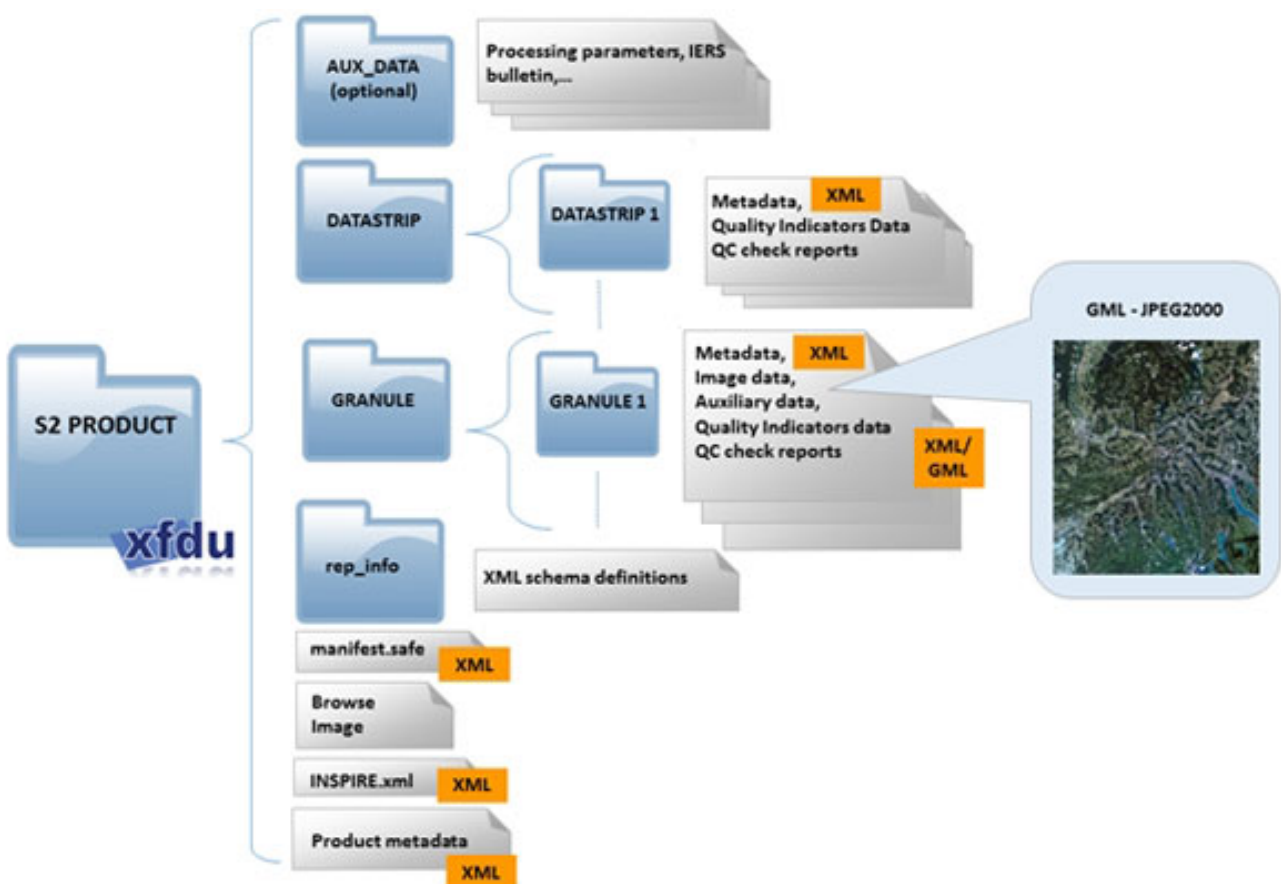 AUX_DATA
(optional)
Processing parameters, IERS
bulletin,...
DATASTRIP
DATASTRIP 1
Metadata, XML
Quality Indicators Data
QC check reports
GML - JPEG2000
S2 PRODUCT
xfdu
GRANULE
GRANULE 1
Metadata, XML
Image data,
Auxiliary data,
Quality Indicators data
QC check reports
XML/
GML
rep_info
XML schema definitions
manifest.safe
XML
Browse
Image
INSPIRE.xml
XML
Product metadata
XML